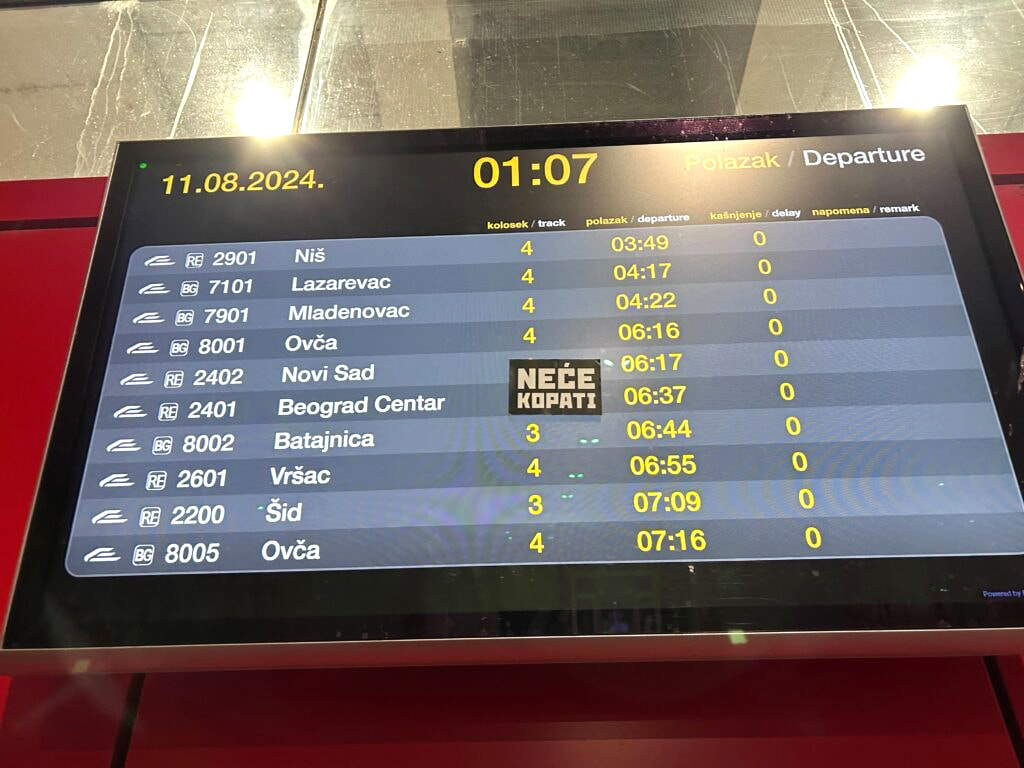 11.08.2024. 01:07 Polazak / Departure
kolosek / track polazak / departure kašnjenje / delay napomena / remark
RE 2901 Niš 4 03:49 0
BG 7101 Lazarevac 4 04:17 0
BG 7901 Mladenovac 4 04:22 0
BG 8001 Ovča 4 06:16 0
RE 2402 Novi Sad 06:17 0
RE 2401 Beograd Centar 06:37 0
NEĆE
KOPATI
BG 8002 Batajnica 3 06:44 0
RE 2601 Vršac 4 06:55 0
RE 2200 Šid 3 07:09 0
BG 8005 Ovča 4 07:16 0
Powered by